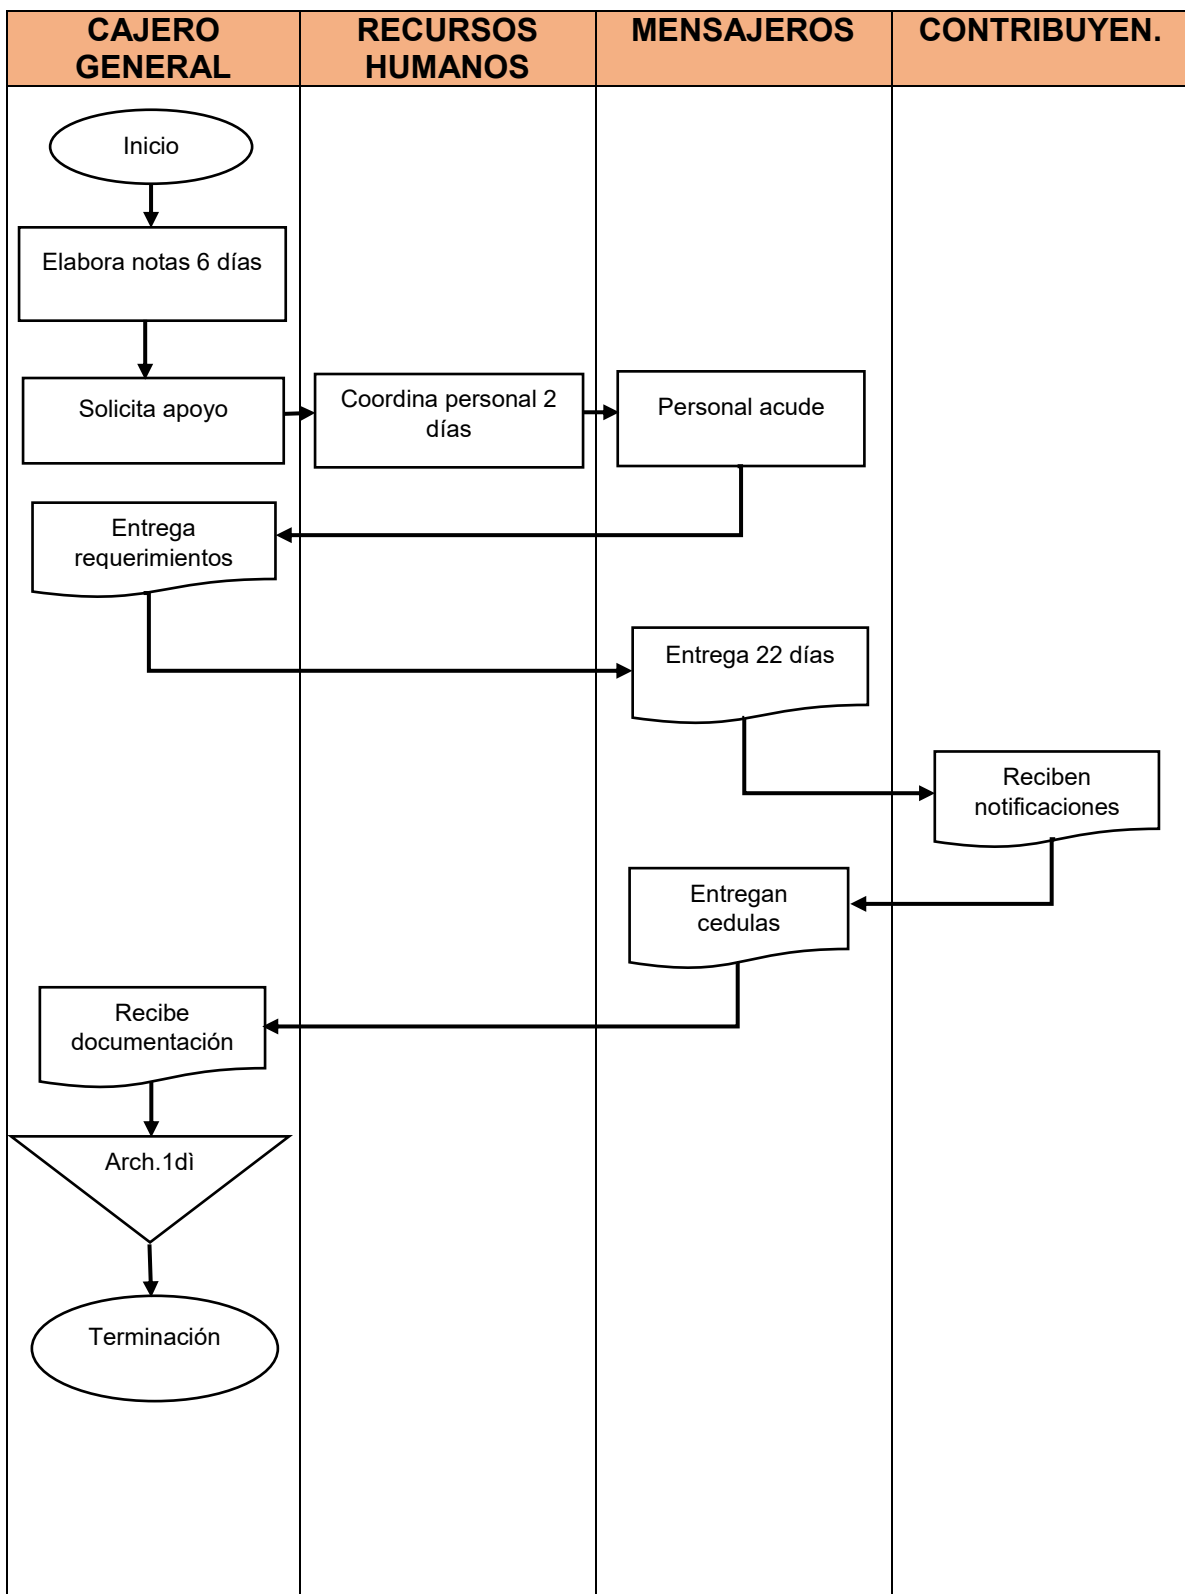 CAJERO
GENERAL
RECURSOS
HUMANOS
MENSAJEROS
CONTRIBUYEN.
Inicio
Elabora notas 6 días
Solicita apoyo
Coordina personal 2
días
Personal acude
Entrega
requerimientos
Entrega 22 días
Reciben
notificaciones
Entregan
cedulas
Recibe
documentación
Arch.1dì
Terminación